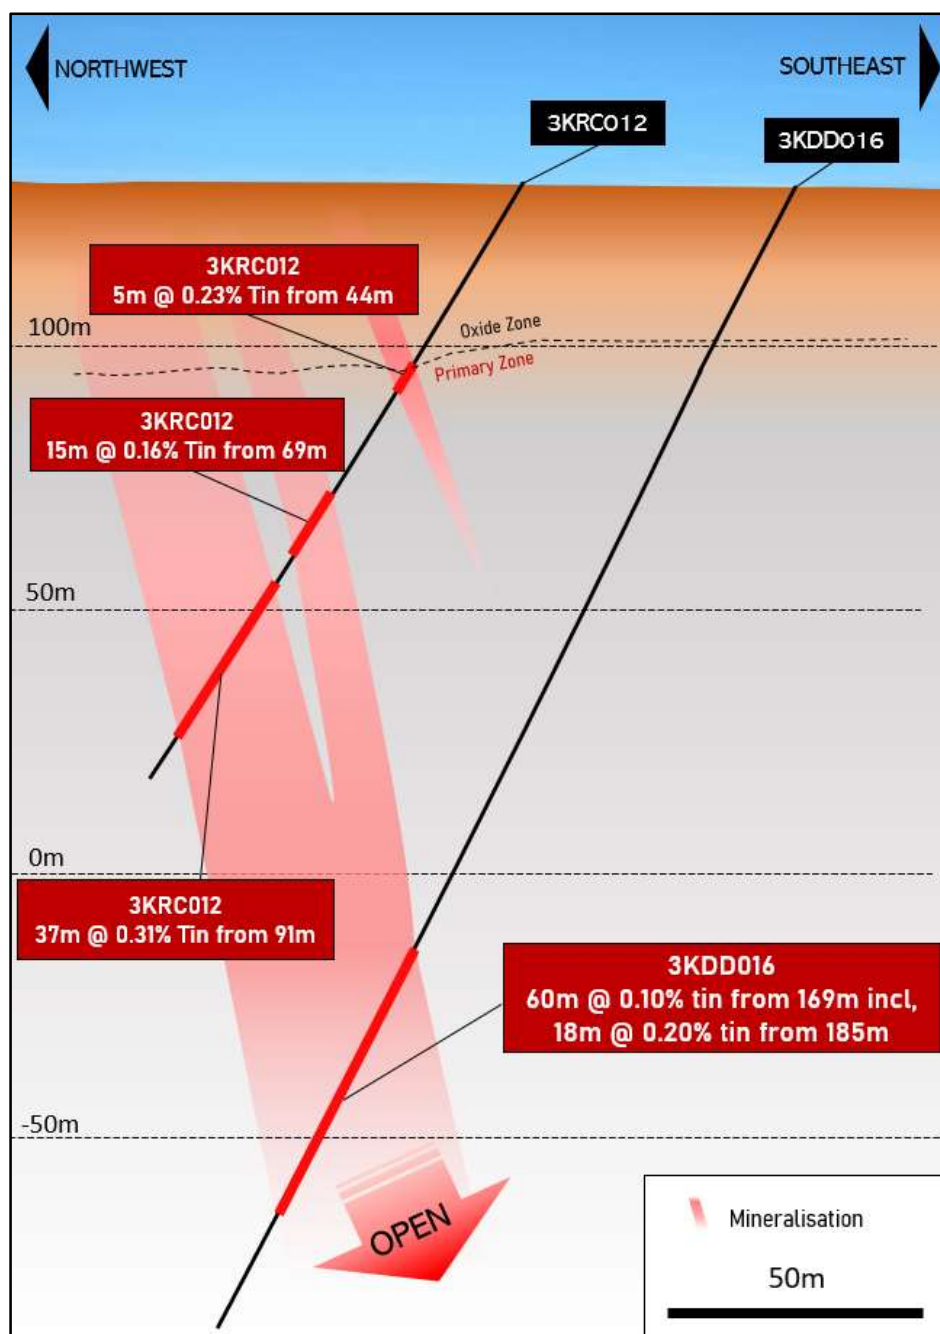 NORTHWEST
SOUTHEAST
3KRC012
3KDD016
3KRC012
5m @ 0.23% Tin from 44m
100m
Oxide Zone
Primary Zone
3KRC012
15m @ 0.16% Tin from 69m
50m
0m
3KRC012
37m @ 0.31% Tin from 91m
3KDD016
60m @ 0.10% tin from 169m incl,
18m @ 0.20% tin from 185m
-50m
OPEN
Mineralisation
50m